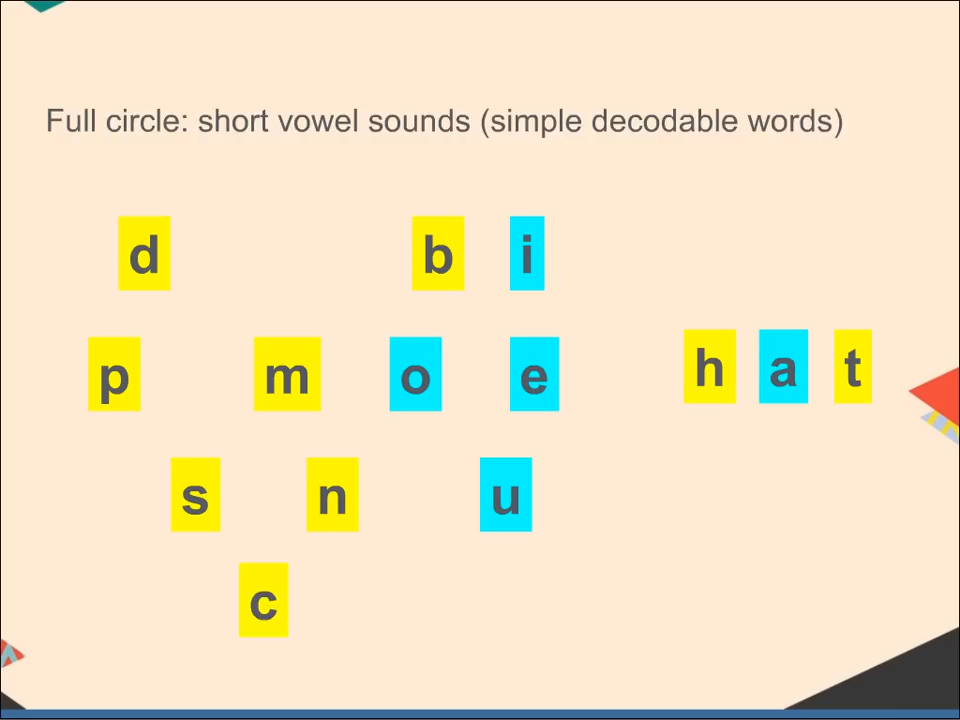 Full circle: short vowel sounds (simple decodable words)
d b i
p m o e
h a t
s n u
c